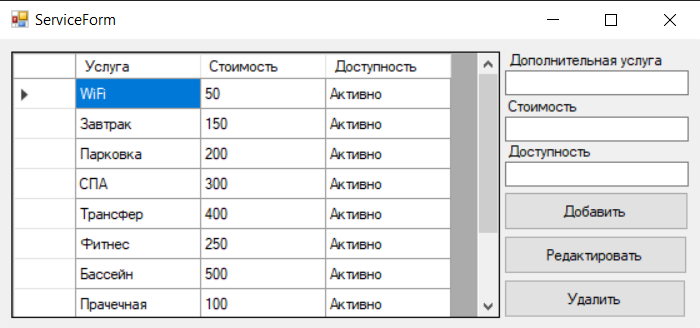 ServiceForm
Услуга Стоимость Доступность
WiFi 50 Активно
Завтрак 150 Активно
Парковка 200 Активно
СПА 300 Активно
Трансфер 400 Активно
Фитнес 250 Активно
Бассейн 500 Активно
Прачечная 100 Активно
Дополнительная услуга
Стоимость
Доступность
Добавить
Редактировать
Удалить